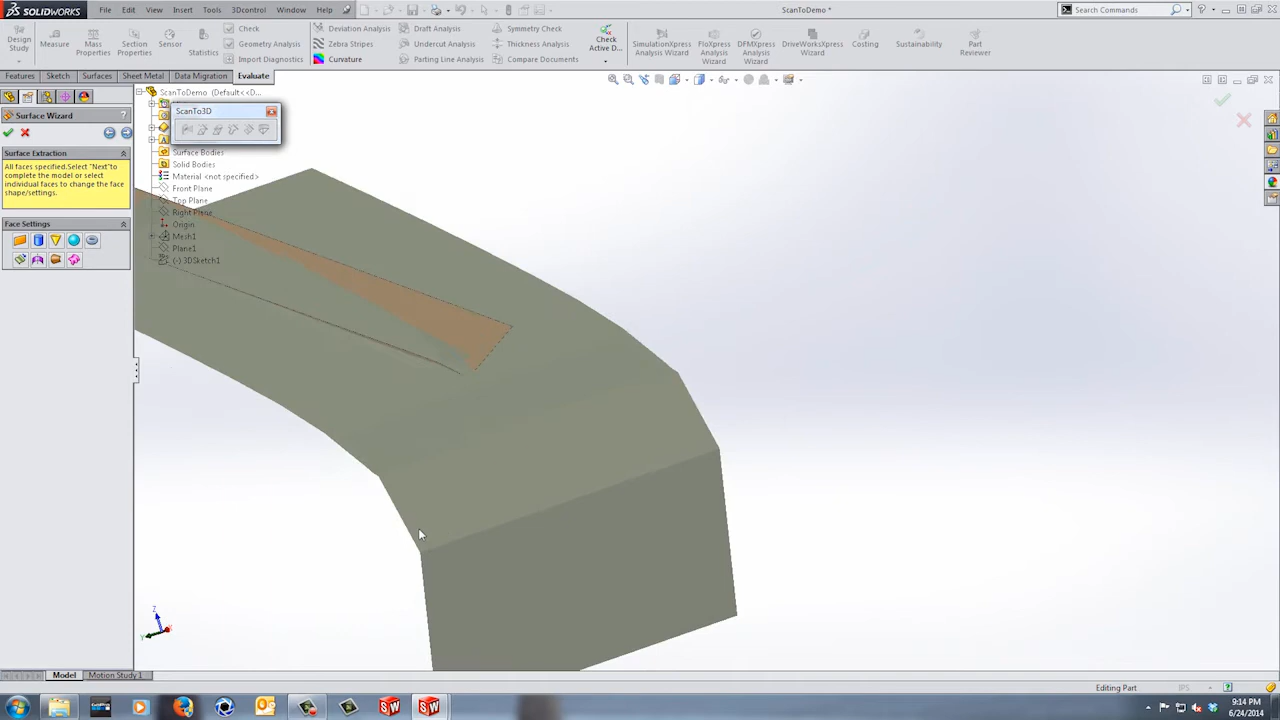 SOLIDWORKS
File Edit View Insert Tools 3Dcontrol Window Help
ScanToDemo *
Search Commands
Design Study
Measure
Mass Properties
Section Properties
Sensor
Statistics
Check
Geometry Analysis
Import Diagnostics
Deviation Analysis
Zebra Stripes
Curvature
Draft Analysis
Undercut Analysis
Parting Line Analysis
Symmetry Check
Thickness Analysis
Compare Documents
Check Active D...
SimulationXpress Analysis Wizard
FloXpress Analysis Wizard
DFMXpress Analysis Wizard
DriveWorksXpress Wizard
Costing
Sustainability
Part Reviewer
Features Sketch Surfaces Sheet Metal Data Migration Evaluate
ScanToDemo (Default<<D...
ScanTo3D
Surface Wizard ?
Surface Extraction
All faces specified.Select "Next"to
complete the model or select
individual faces to change the face
shape/settings.
Face Settings
Surface Bodies
Solid Bodies
Material <not specified>
Front Plane
Top Plane
Right Plane
Origin
Mesh1
Plane1
(-) 3DSketch1
Z
Y
X
Model Motion Study 1
Editing Part IPS
9:14 PM
6/24/2014